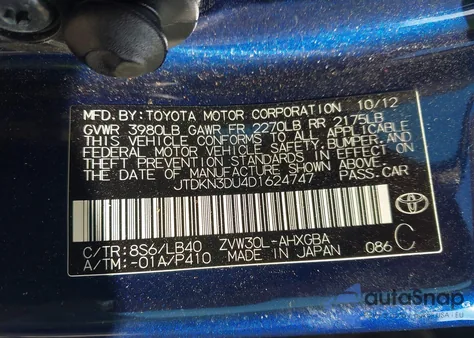 MFD. BY: TOYOTA MOTOR CORPORATION 10/12
GVWR 3980LB GAWR FR 2270LB RR 2175LB
THIS VEHICLE CONFORMS TO ALL APPLICABLE
FEDERAL MOTOR VEHICLE SAFETY, BUMPER, AND
THEFT PREVENTION STANDARDS IN EFFECT ON
THE DATE OF MANUFACTURE SHOWN ABOVE.
JTDKN3DU4D1624747 PASS.CAR
C/TR: 8S6/LB40 ZVW30L-AHXGBA
A/TM: -01A/P410 MADE IN JAPAN Q86 C
autoSnap